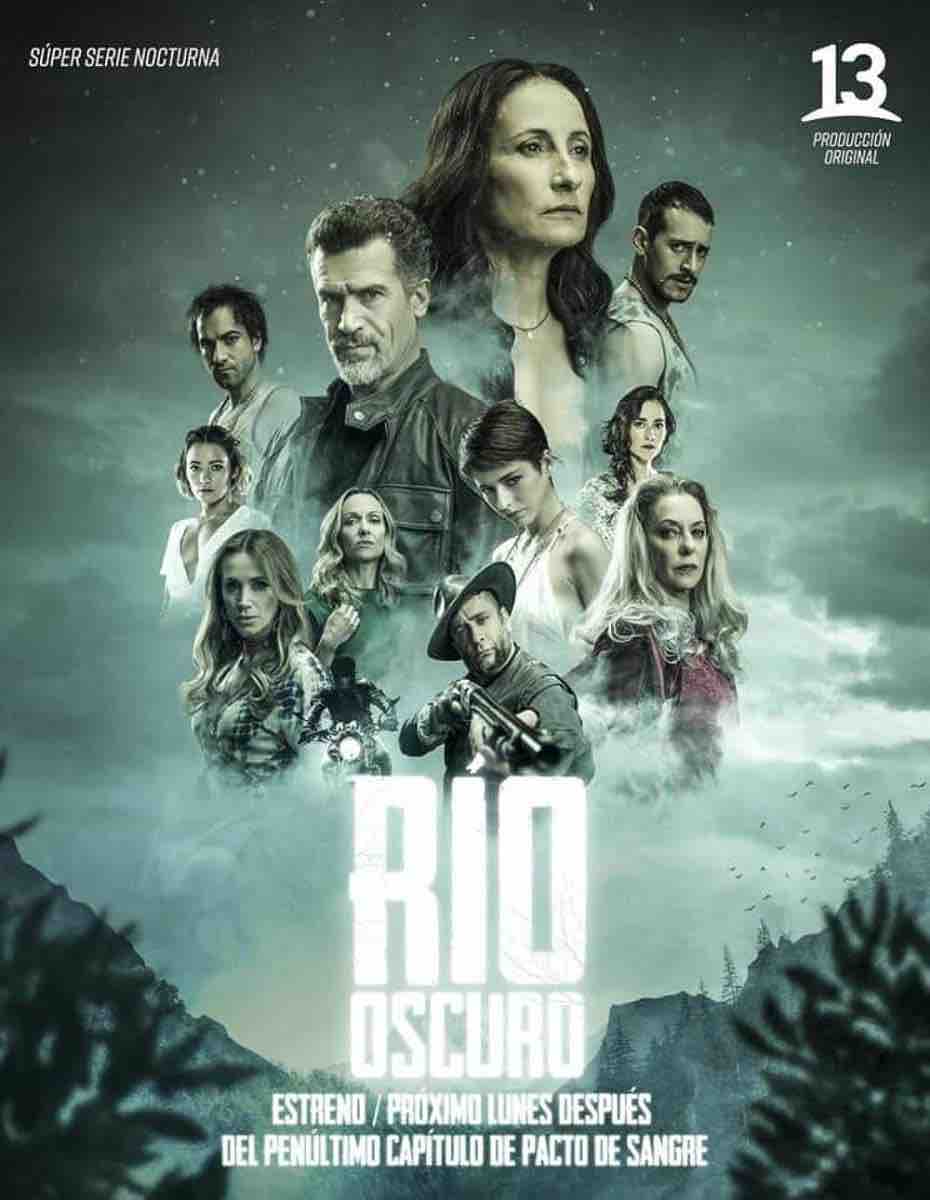 SÚPER SERIE NOCTURNA
13
PRODUCCIÓN
ORIGINAL
RÍO
OSCURO
ESTRENO / PRÓXIMO LUNES DESPUÉS
DEL PENÚLTIMO CAPÍTULO DE PACTO DE SANGRE